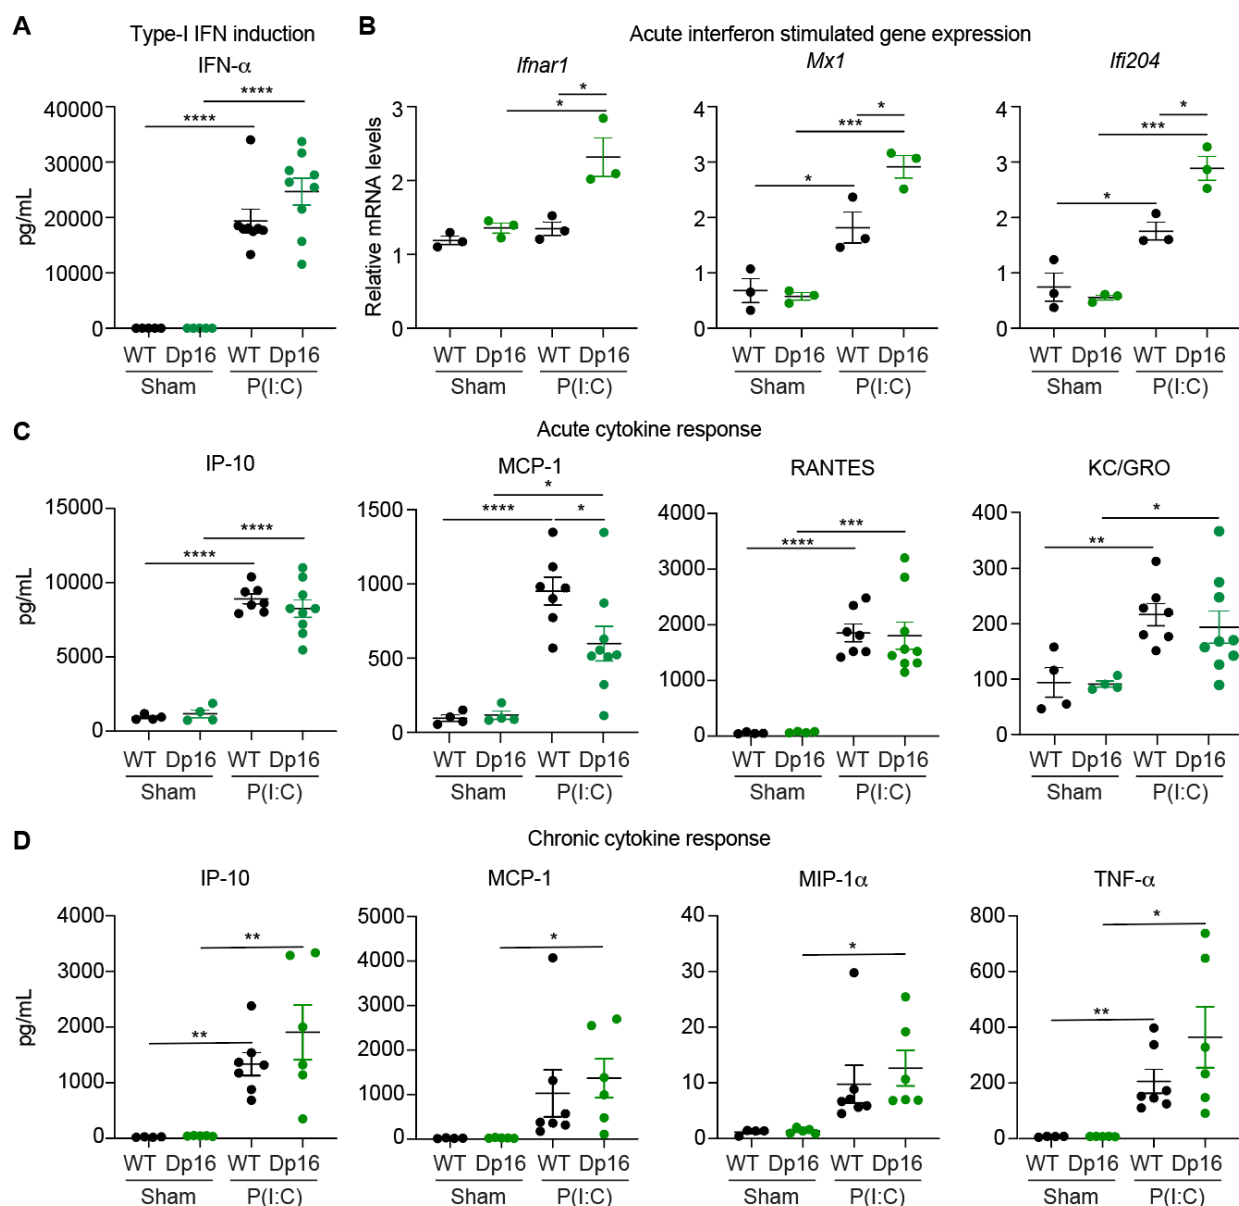 A
Type-I IFN induction
IFN-α
****
****
40000
30000
20000
10000
0
pg/mL
WT Dp16 WT Dp16
Sham P(I:C)
B
Acute interferon stimulated gene expression
Ifnar1
*
*
3
2
1
0
Relative mRNA levels
WT Dp16 WT Dp16
Sham P(I:C)
Mx1
*
***
*
4
3
2
1
0
WT Dp16 WT Dp16
Sham P(I:C)
Ifi204
*
***
*
4
3
2
1
0
WT Dp16 WT Dp16
Sham P(I:C)
C
Acute cytokine response
IP-10
****
****
15000
10000
5000
0
pg/mL
WT Dp16 WT Dp16
Sham P(I:C)
MCP-1
*
**** *
1500
1000
500
0
WT Dp16 WT Dp16
Sham P(I:C)
RANTES
***
****
4000
3000
2000
1000
0
WT Dp16 WT Dp16
Sham P(I:C)
KC/GRO
*
**
400
300
200
100
0
WT Dp16 WT Dp16
Sham P(I:C)
D
Chronic cytokine response
IP-10
**
**
4000
3000
2000
1000
0
pg/mL
WT Dp16 WT Dp16
Sham P(I:C)
MCP-1
*
5000
4000
3000
2000
1000
0
WT Dp16 WT Dp16
Sham P(I:C)
MIP-1α
*
40
30
20
10
0
WT Dp16 WT Dp16
Sham P(I:C)
TNF-α
*
**
800
600
400
200
0
WT Dp16 WT Dp16
Sham P(I:C)